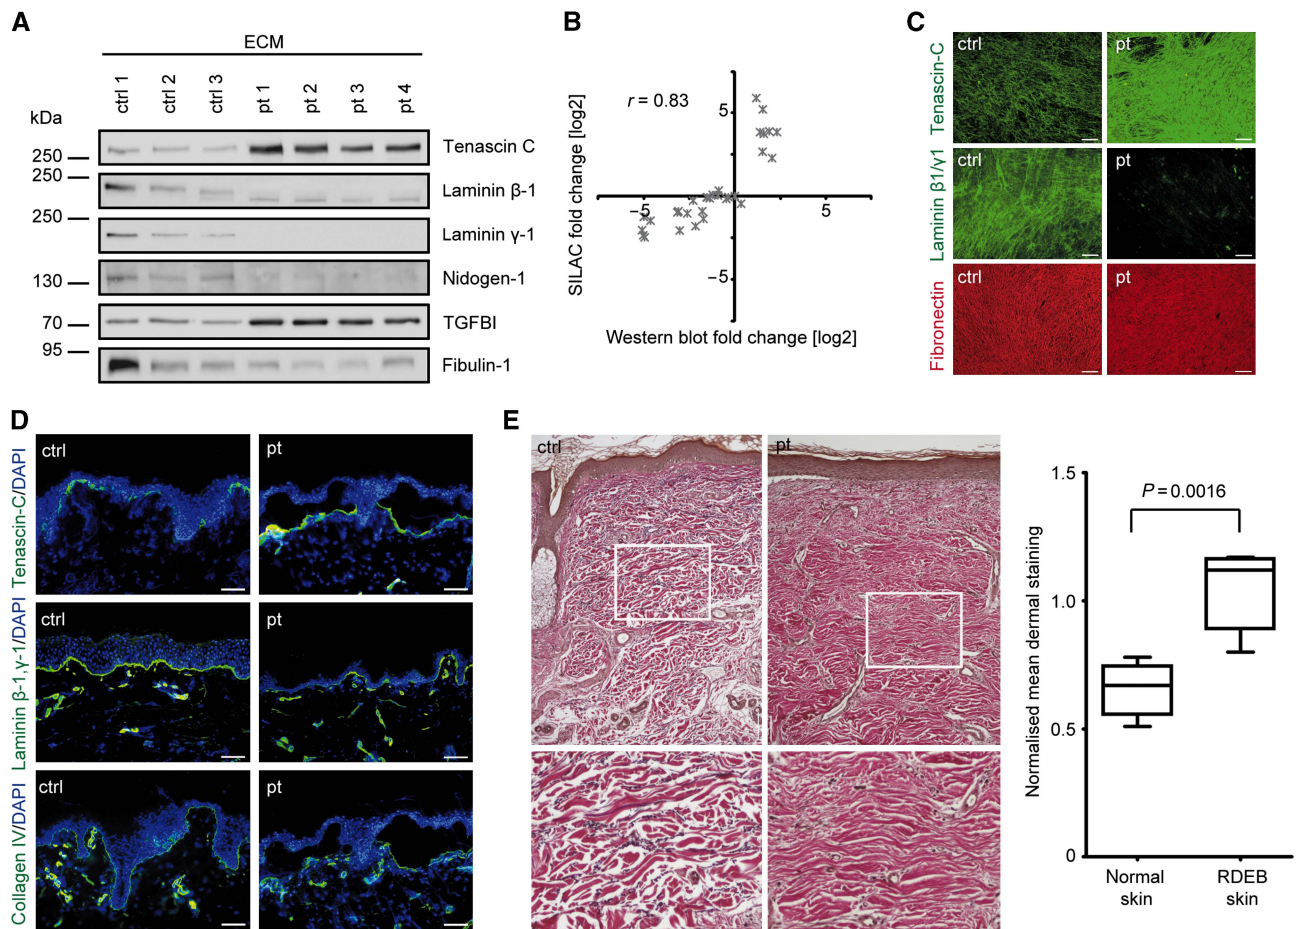 A
ECM
ctrl 1
ctrl 2
ctrl 3
pt 1
pt 2
pt 3
pt 4
kDa
250
Tenascin C
250
Laminin β-1
250
Laminin γ-1
130
Nidogen-1
70
TGFBI
95
Fibulin-1
B
r = 0.83
5
−5
5
−5
SILAC fold change [log2]
Western blot fold change [log2]
C
Tenascin-C
ctrl
pt
Laminin β1/γ1
ctrl
pt
Fibronectin
ctrl
pt
D
Tenascin-C/DAPI
ctrl
pt
Laminin β-1,γ-1/DAPI
ctrl
pt
Collagen IV/DAPI
ctrl
pt
E
ctrl
pt
Normalised mean dermal staining
1.5
1.0
0.5
0
P = 0.0016
Normal
skin
RDEB
skin